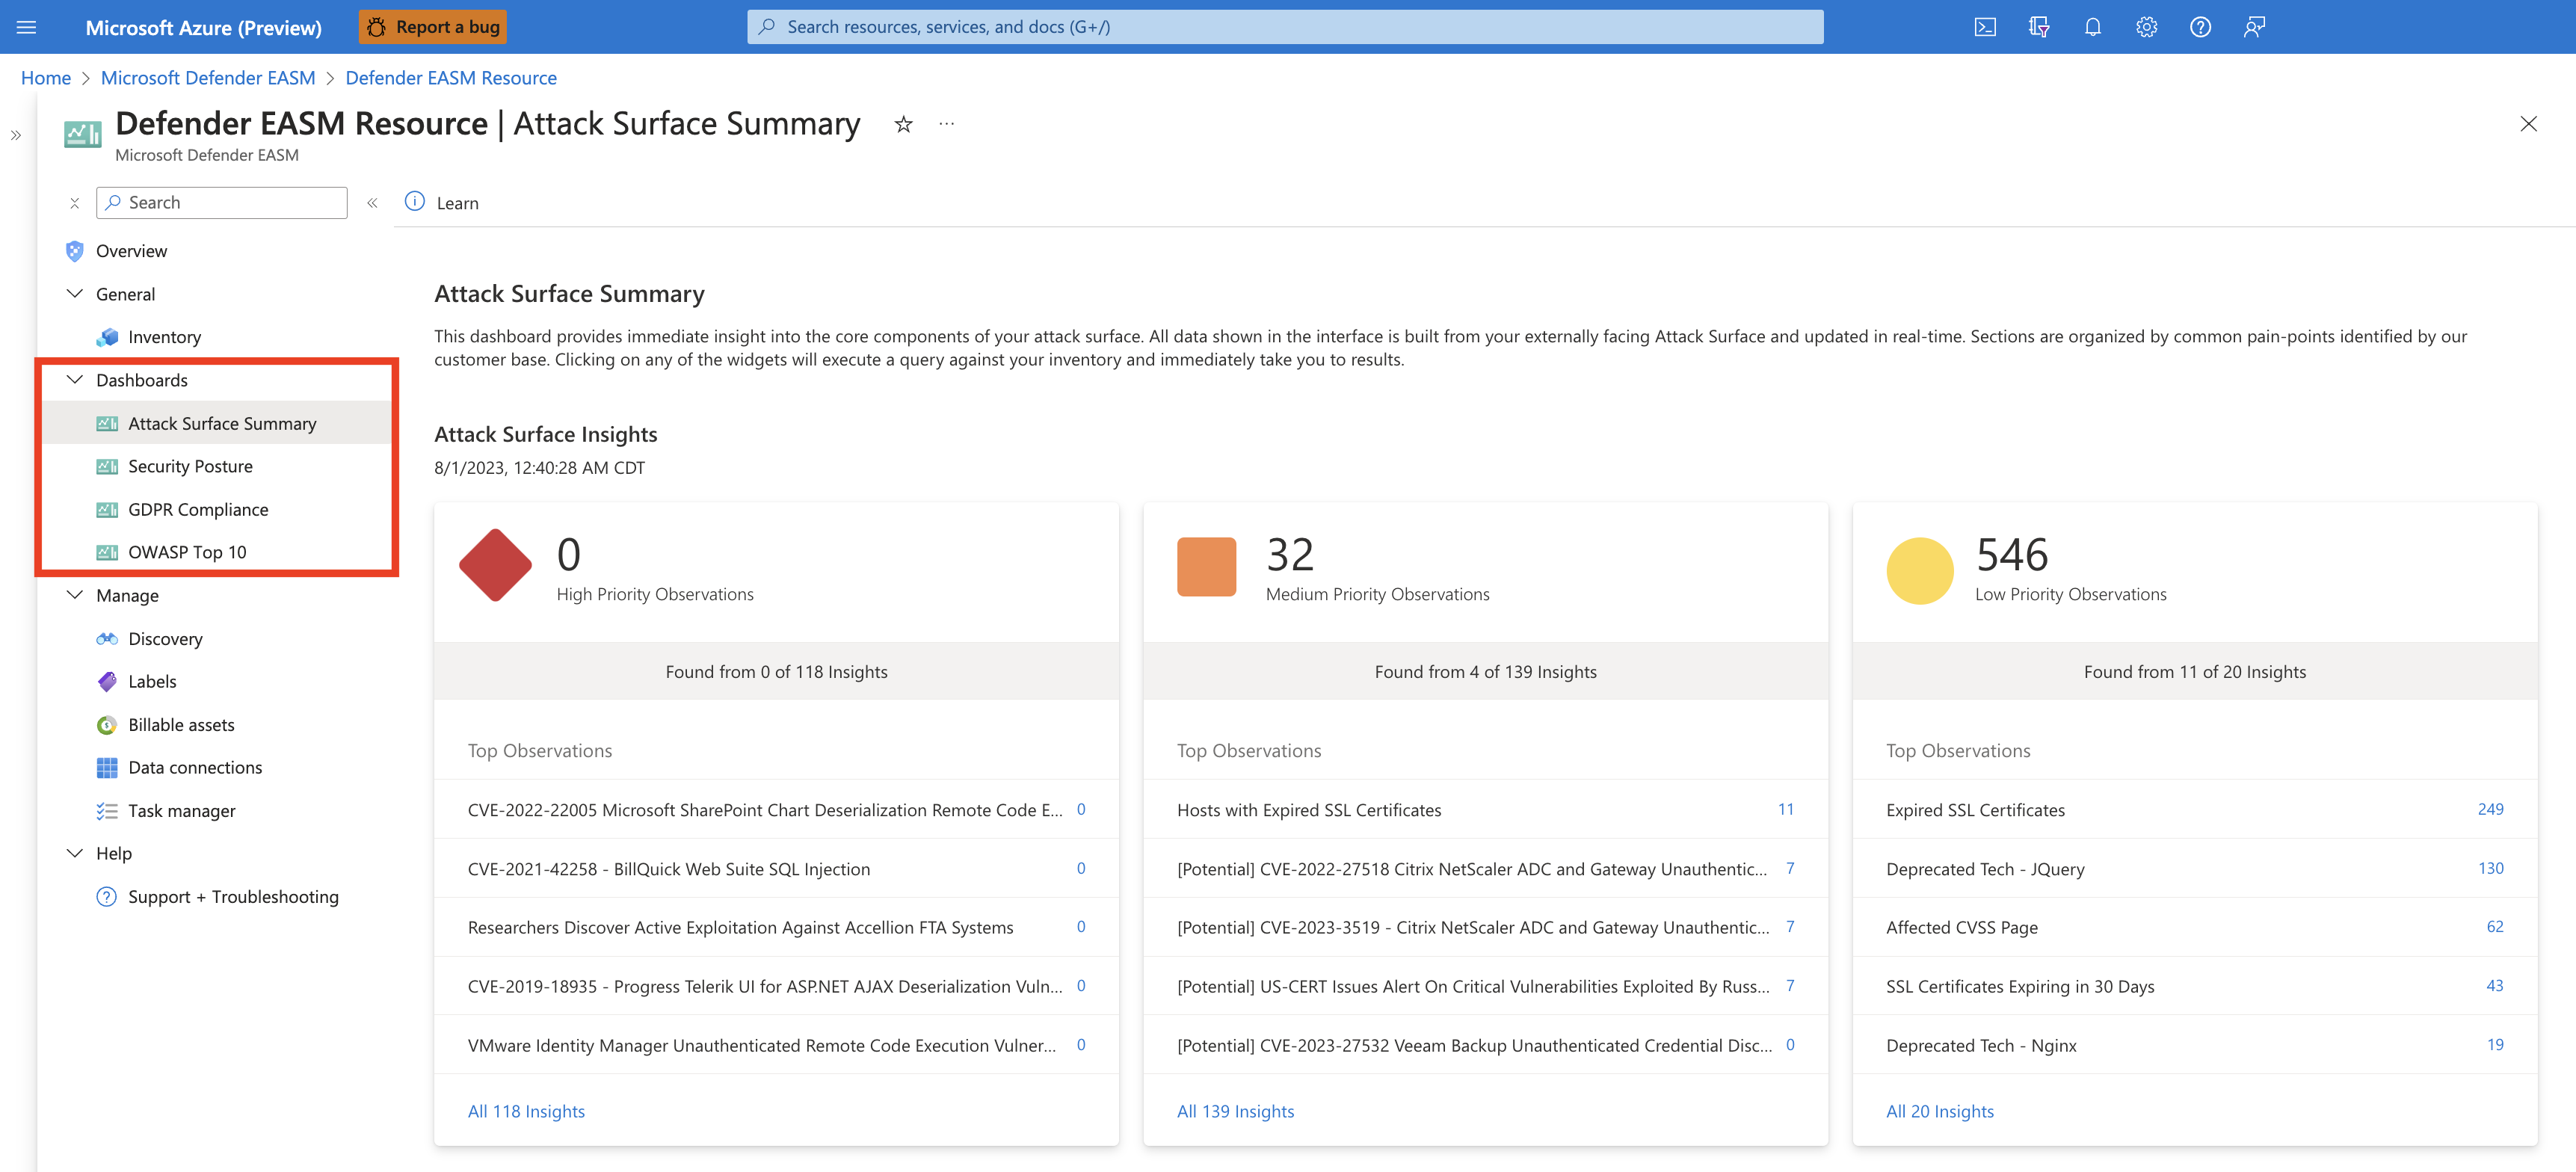 Microsoft Azure (Preview)
Report a bug
Search resources, services, and docs (G+/)
Home > Microsoft Defender EASM > Defender EASM Resource
Defender EASM Resource | Attack Surface Summary
Microsoft Defender EASM
Search
Learn
Overview
General
Inventory
Dashboards
Attack Surface Summary
Security Posture
GDPR Compliance
OWASP Top 10
Manage
Discovery
Labels
Billable assets
Data connections
Task manager
Help
Support + Troubleshooting
Attack Surface Summary
This dashboard provides immediate insight into the core components of your attack surface. All data shown in the interface is built from your externally facing Attack Surface and updated in real-time. Sections are organized by common pain-points identified by our
customer base. Clicking on any of the widgets will execute a query against your inventory and immediately take you to results.
Attack Surface Insights
8/1/2023, 12:40:28 AM CDT
0
High Priority Observations
Found from 0 of 118 Insights
Top Observations
CVE-2022-22005 Microsoft SharePoint Chart Deserialization Remote Code E... 0
CVE-2021-42258 - BillQuick Web Suite SQL Injection 0
Researchers Discover Active Exploitation Against Accellion FTA Systems 0
CVE-2019-18935 - Progress Telerik UI for ASP.NET AJAX Deserialization Vuln... 0
VMware Identity Manager Unauthenticated Remote Code Execution Vulner... 0
All 118 Insights
32
Medium Priority Observations
Found from 4 of 139 Insights
Top Observations
Hosts with Expired SSL Certificates 11
[Potential] CVE-2022-27518 Citrix NetScaler ADC and Gateway Unauthentic... 7
[Potential] CVE-2023-3519 - Citrix NetScaler ADC and Gateway Unauthentic... 7
[Potential] US-CERT Issues Alert On Critical Vulnerabilities Exploited By Russ... 7
[Potential] CVE-2023-27532 Veeam Backup Unauthenticated Credential Disc... 0
All 139 Insights
546
Low Priority Observations
Found from 11 of 20 Insights
Top Observations
Expired SSL Certificates 249
Deprecated Tech - JQuery 130
Affected CVSS Page 62
SSL Certificates Expiring in 30 Days 43
Deprecated Tech - Nginx 19
All 20 Insights